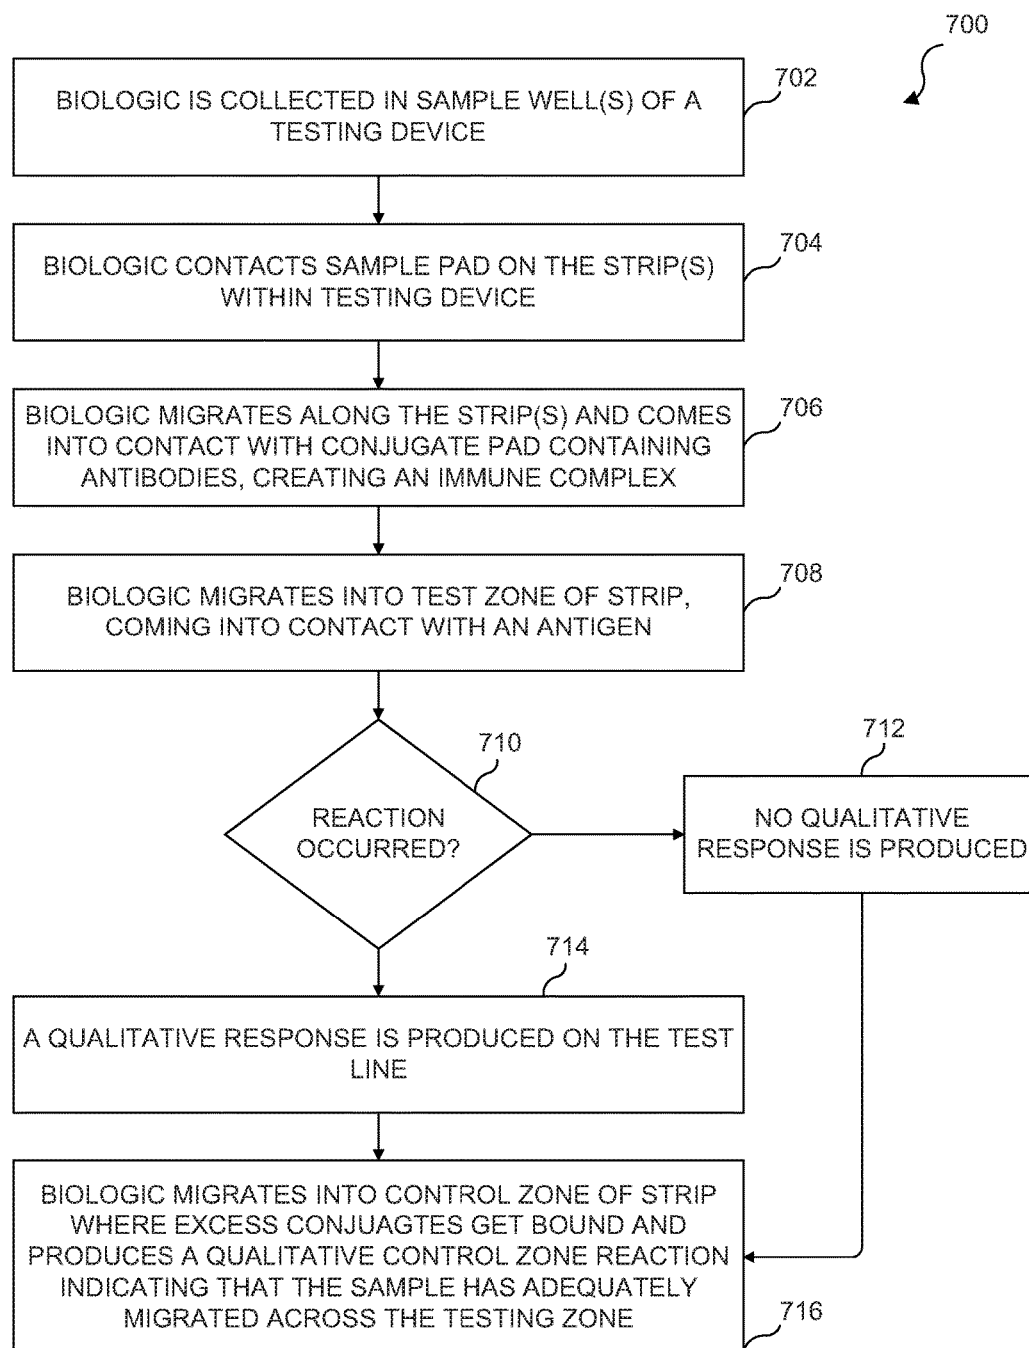 700
BIOLOGIC IS COLLECTED IN SAMPLE WELL(S) OF A
TESTING DEVICE
702
BIOLOGIC CONTACTS SAMPLE PAD ON THE STRIP(S)
WITHIN TESTING DEVICE
704
BIOLOGIC MIGRATES ALONG THE STRIP(S) AND COMES
INTO CONTACT WITH CONJUGATE PAD CONTAINING
ANTIBODIES, CREATING AN IMMUNE COMPLEX
706
BIOLOGIC MIGRATES INTO TEST ZONE OF STRIP,
COMING INTO CONTACT WITH AN ANTIGEN
708
REACTION
OCCURRED?
710
NO QUALITATIVE
RESPONSE IS PRODUCED
712
A QUALITATIVE RESPONSE IS PRODUCED ON THE TEST
LINE
714
BIOLOGIC MIGRATES INTO CONTROL ZONE OF STRIP
WHERE EXCESS CONJUAGTES GET BOUND AND
PRODUCES A QUALITATIVE CONTROL ZONE REACTION
INDICATING THAT THE SAMPLE HAS ADEQUATELY
MIGRATED ACROSS THE TESTING ZONE
716